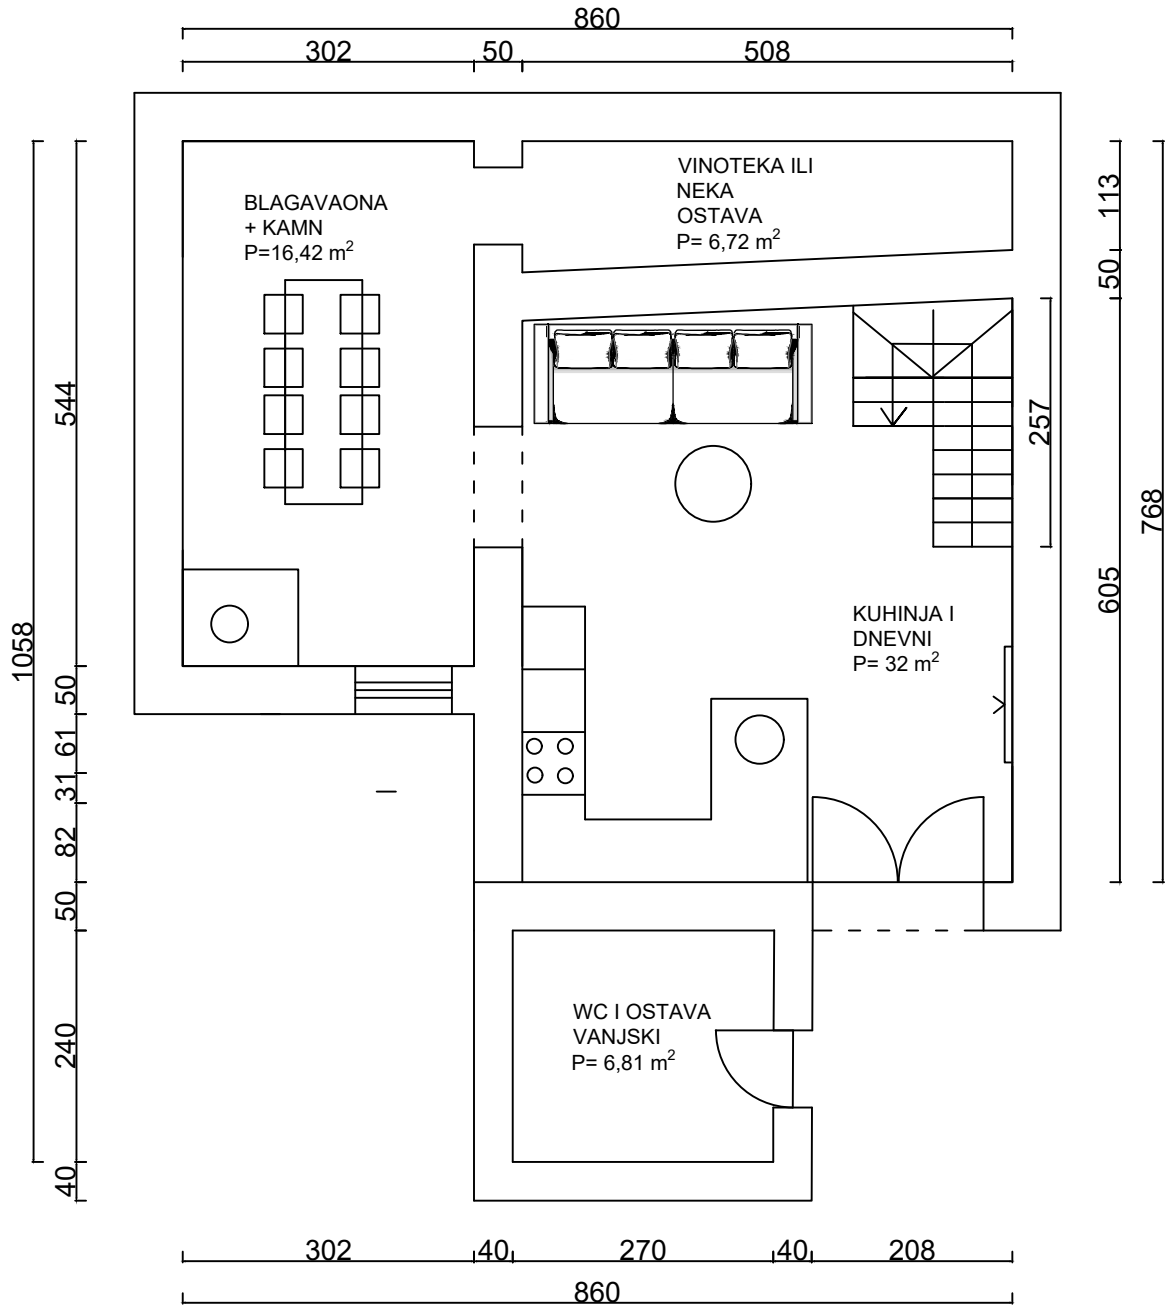 860
302
50
508
BLAGAVAONA
+ KAMN
P=16,42 m²
VINOTEKA ILI
NEKA
OSTAVA
P= 6,72 m²
113
50
605
768
257
544
50
61
31
82
50
240
40
1058
KUHINJA I
DNEVNI
P= 32 m²
WC I OSTAVA
VANJSKI
P= 6,81 m²
302
40
270
40
208
860